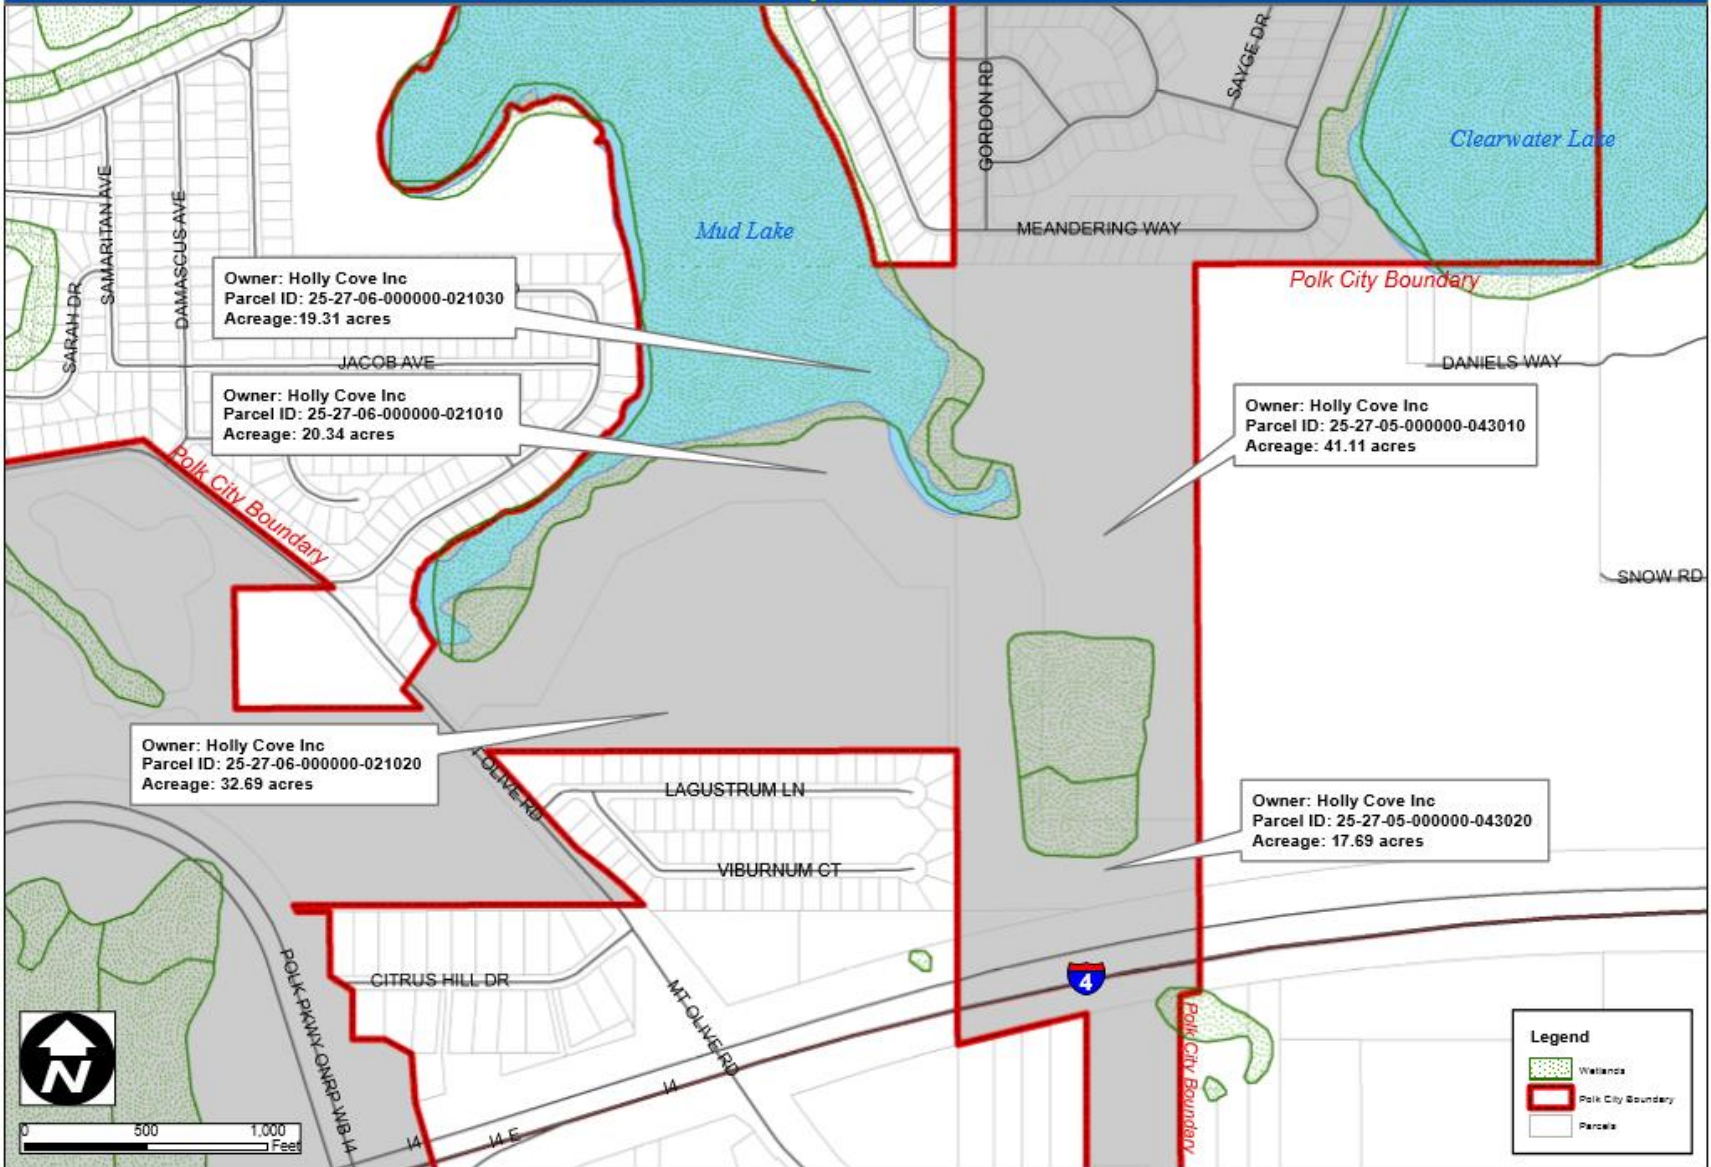 SAYGE DR
GORDON RD
Clearwater Lake
SAMARITAN AVE
DAMASCUS AVE
Mud Lake
MEANDERING WAY
Owner: Holly Cove Inc
Parcel ID: 25-27-06-000000-021030
Acreage:19.31 acres
Polk City Boundary
SARAH DR
JACOB AVE
DANIELS WAY
Owner: Holly Cove Inc
Parcel ID: 25-27-06-000000-021010
Acreage: 20.34 acres
Owner: Holly Cove Inc
Parcel ID: 25-27-05-000000-043010
Acreage: 41.11 acres
Polk City Boundary
SNOW RD
Owner: Holly Cove Inc
Parcel ID: 25-27-06-000000-021020
Acreage: 32.69 acres
T OLIVE RD
LAGUSTRUM LN
Owner: Holly Cove Inc
Parcel ID: 25-27-05-000000-043020
Acreage: 17.69 acres
VIBURNUM CT
POLK PKWY ONRP WB I4
CITRUS HILL DR
4
MT OLIVE RD
Polk City Boundary
I4
I4
I4 E
N
0 500 1,000
Feet
Legend
Wetlands
Polk City Boundary
Parcels